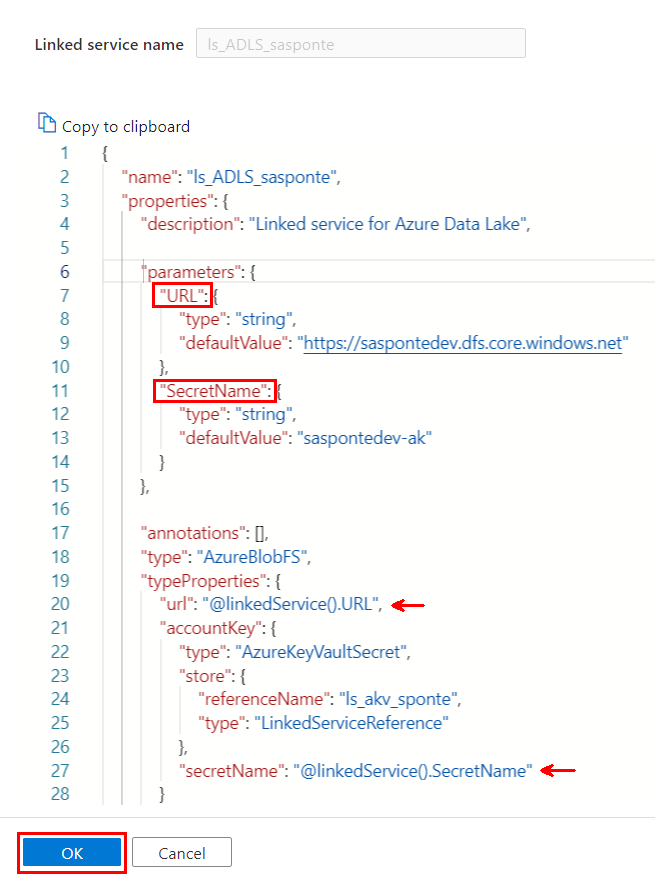 Linked service name ls_ADLS_sasponte
Copy to clipboard
1 {
2 "name": "ls_ADLS_sasponte",
3 "properties": {
4 "description": "Linked service for Azure Data Lake",
5
6 "parameters": {
7 "URL": {
8 "type": "string",
9 "defaultValue": "https://saspontedev.dfs.core.windows.net"
10 },
11 "SecretName": {
12 "type": "string",
13 "defaultValue": "saspontedev-ak"
14 }
15 },
16
17 "annotations": [],
18 "type": "AzureBlobFS",
19 "typeProperties": {
20 "url": "@linkedService().URL",
21 "accountKey": {
22 "type": "AzureKeyVaultSecret",
23 "store": {
24 "referenceName": "ls_akv_sponte",
25 "type": "LinkedServiceReference"
26 },
27 "secretName": "@linkedService().SecretName"
28 }
OK Cancel